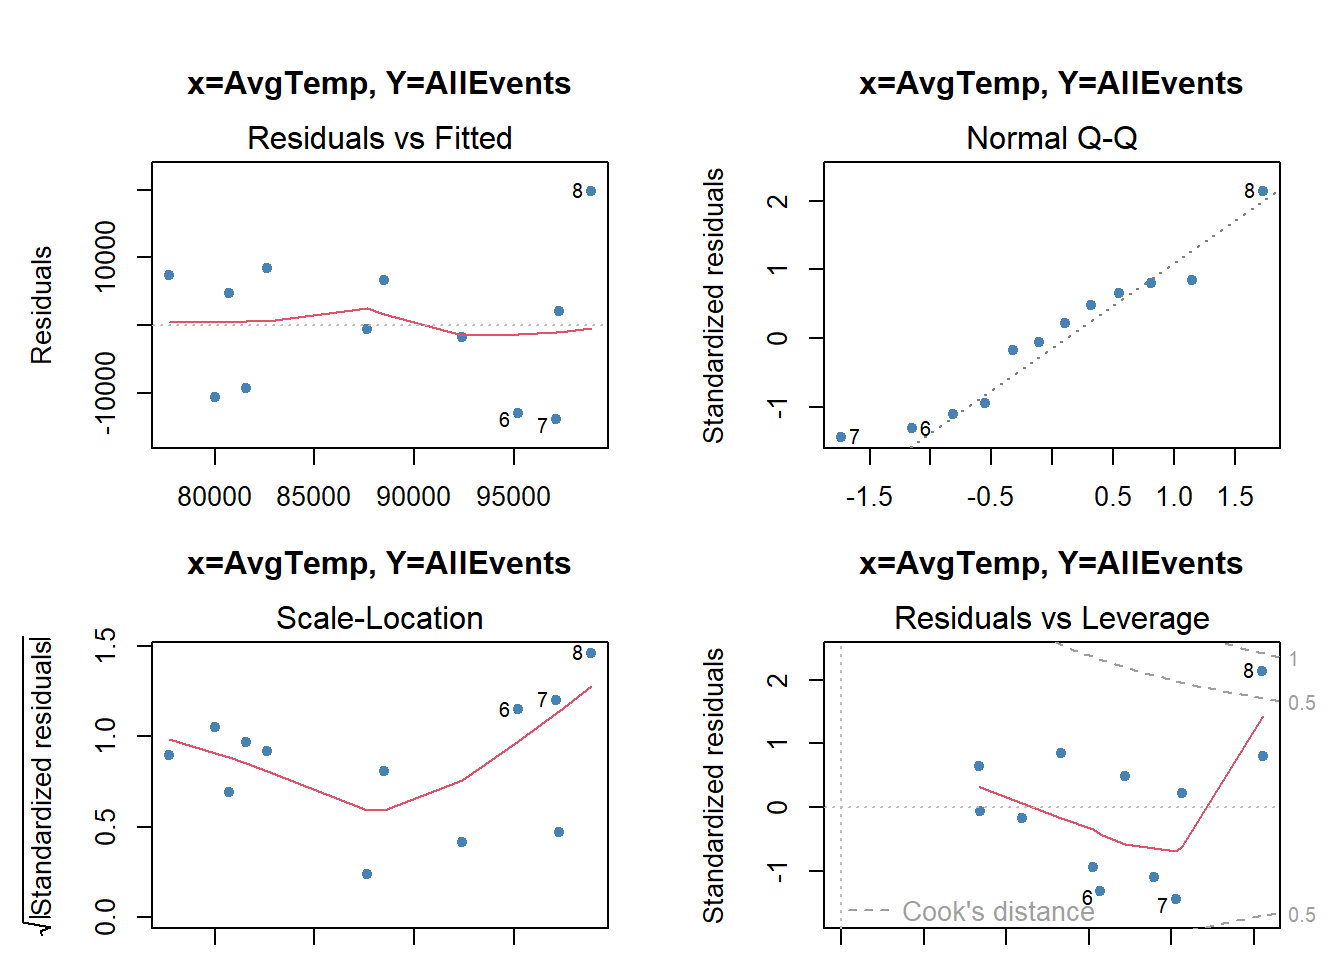 x=AvgTemp, Y=AllEvents
Residuals vs Fitted
Residuals
10000
-10000
8
6
7
80000 85000 90000 95000
x=AvgTemp, Y=AllEvents
Normal Q-Q
Standardized residuals
2
1
0
-1
8
7
6
-1.5 -0.5 0.5 1.0 1.5
x=AvgTemp, Y=AllEvents
Scale-Location
√|Standardized residuals|
1.5
1.0
0.5
0.0
8
7
6
x=AvgTemp, Y=AllEvents
Residuals vs Leverage
Standardized residuals
2
1
0
-1
8
6
7
1
0.5
0.5
Cook's distance